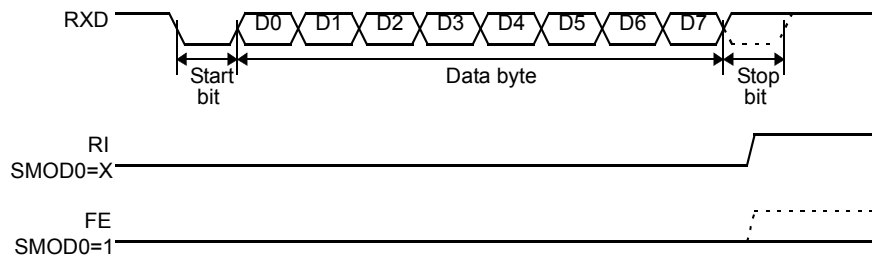 RXD
D0 D1 D2 D3 D4 D5 D6 D7
Start bit
Data byte
Stop bit
RI
SMOD0=X
FE
SMOD0=1